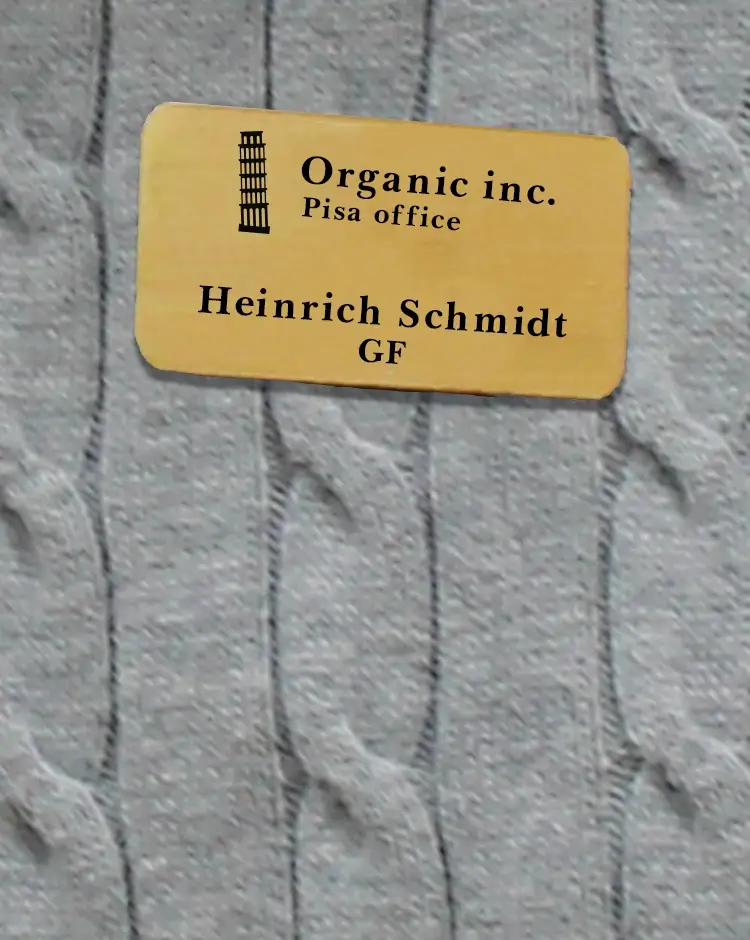 Organic inc.
Pisa office
Heinrich Schmidt
GF